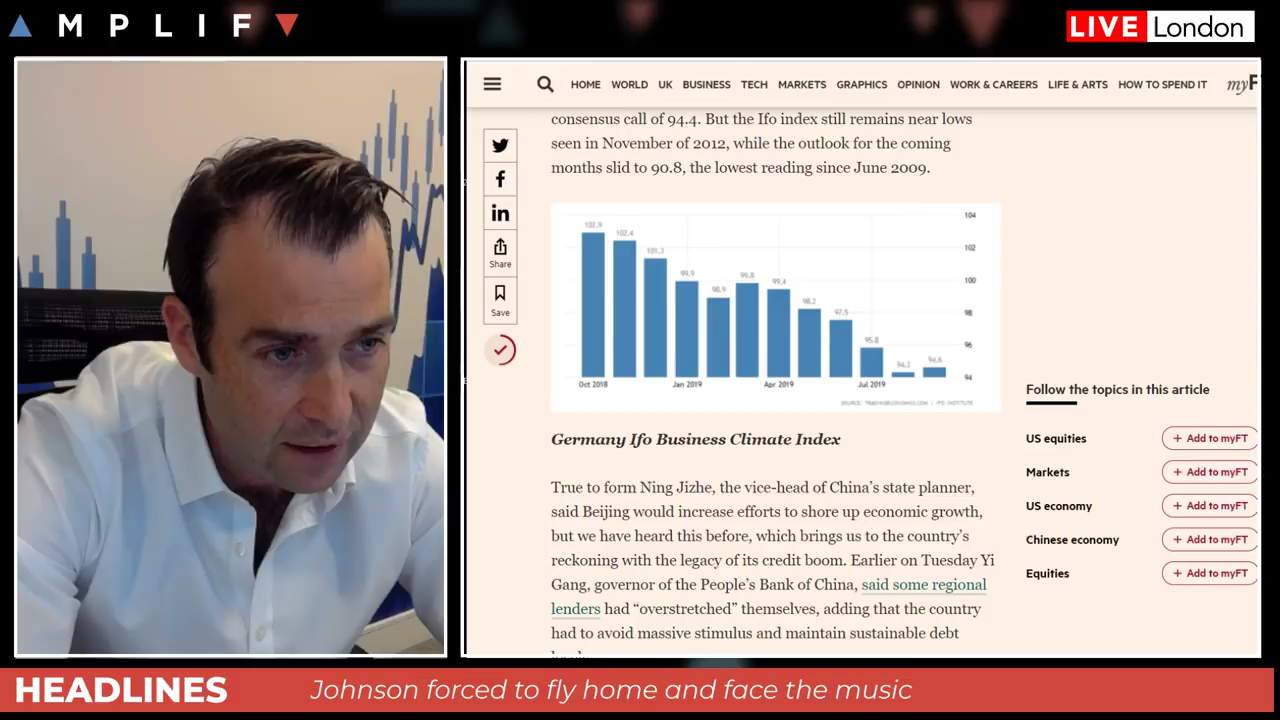 MPLIF
LIVE London
HOME WORLD UK BUSINESS TECH MARKETS GRAPHICS OPINION WORK & CAREERS LIFE & ARTS HOW TO SPEND IT myF
consensus call of 94.4. But the Ifo index still remains near lows
seen in November of 2012, while the outlook for the coming
months slid to 90.8, the lowest reading since June 2009.
Share
Save
102.9
102.4
101.3
99.9
98.9
99.8
99.4
98.2
97.5
95.8
94.3
94.6
104
102
100
98
96
94
Oct 2018
Jan 2019
Apr 2019
Jul 2019
SOURCE: TRADINGECONOMICS.COM | IFO INSTITUTE
Germany Ifo Business Climate Index
True to form Ning Jizhe, the vice-head of China’s state planner,
said Beijing would increase efforts to shore up economic growth,
but we have heard this before, which brings us to the country’s
reckoning with the legacy of its credit boom. Earlier on Tuesday Yi
Gang, governor of the People’s Bank of China, said some regional
lenders had “overstretched” themselves, adding that the country
had to avoid massive stimulus and maintain sustainable debt
Follow the topics in this article
US equities + Add to myFT
Markets + Add to myFT
US economy + Add to myFT
Chinese economy + Add to myFT
Equities + Add to myFT
HEADLINES Johnson forced to fly home and face the music